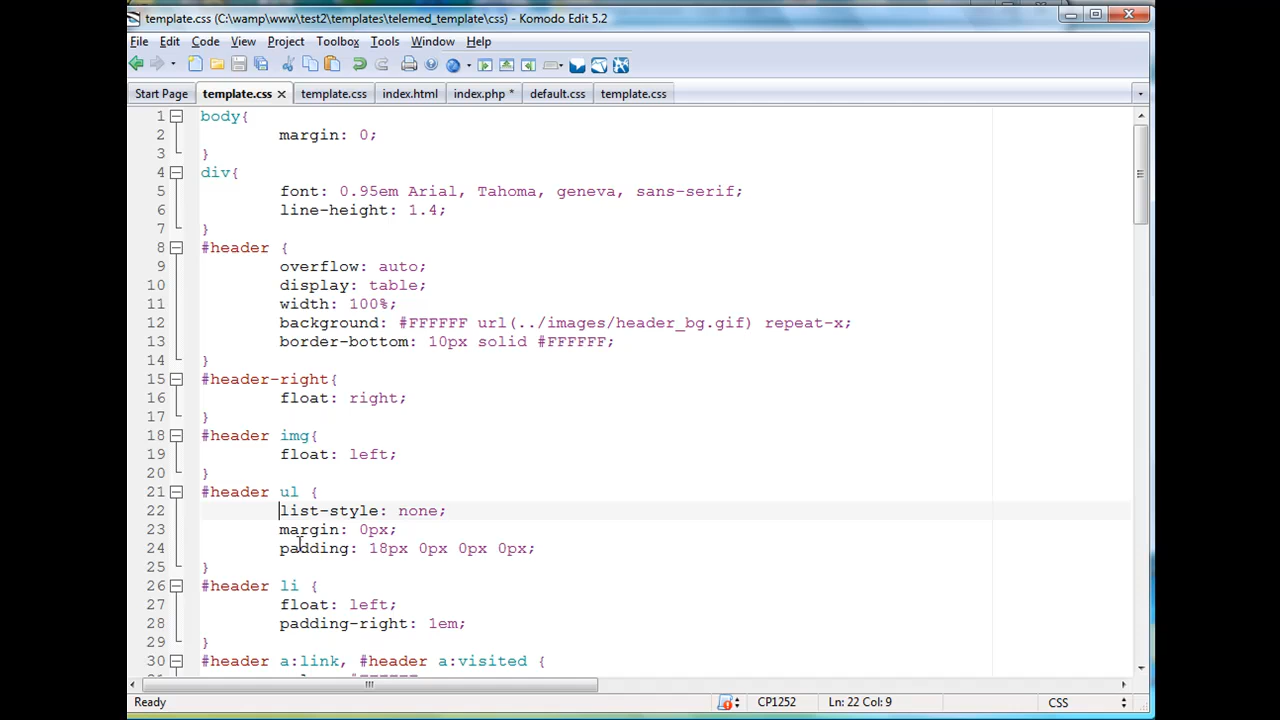 template.css (C:\wamp\www\test2\templates\telemed_template\css) - Komodo Edit 5.2
File Edit Code View Project Toolbox Tools Window Help
Start Page template.css template.css index.html index.php * default.css template.css
1 body{
2 margin: 0;
3 }
4 div{
5 font: 0.95em Arial, Tahoma, geneva, sans-serif;
6 line-height: 1.4;
7 }
8 #header {
9 overflow: auto;
10 display: table;
11 width: 100%;
12 background: #FFFFFF url(../images/header_bg.gif) repeat-x;
13 border-bottom: 10px solid #FFFFFF;
14 }
15 #header-right{
16 float: right;
17 }
18 #header img{
19 float: left;
20 }
21 #header ul {
22 list-style: none;
23 margin: 0px;
24 padding: 18px 0px 0px 0px;
25 }
26 #header li {
27 float: left;
28 padding-right: 1em;
29 }
30 #header a:link, #header a:visited {
Ready CP1252 Ln: 22 Col: 9 CSS